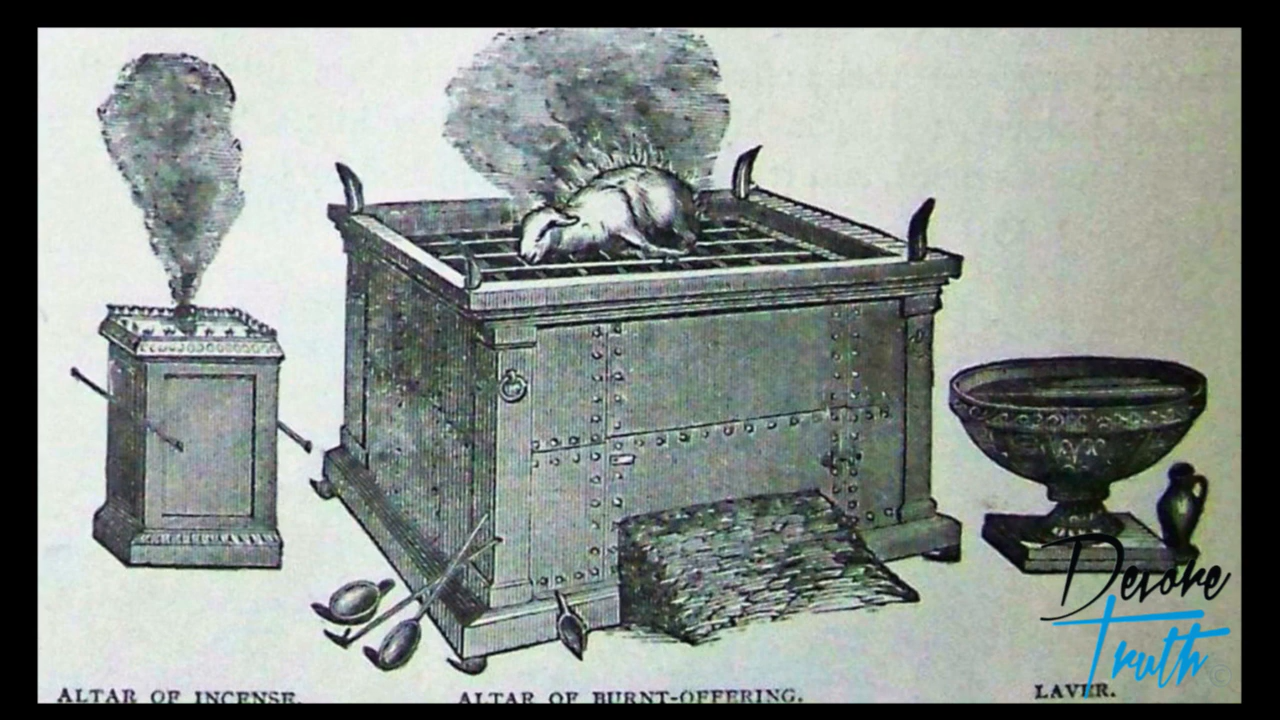 ALTAR OF INCENSE.
ALTAR OF BURNT-OFFERING.
LAVER.
Devore
Truth
©